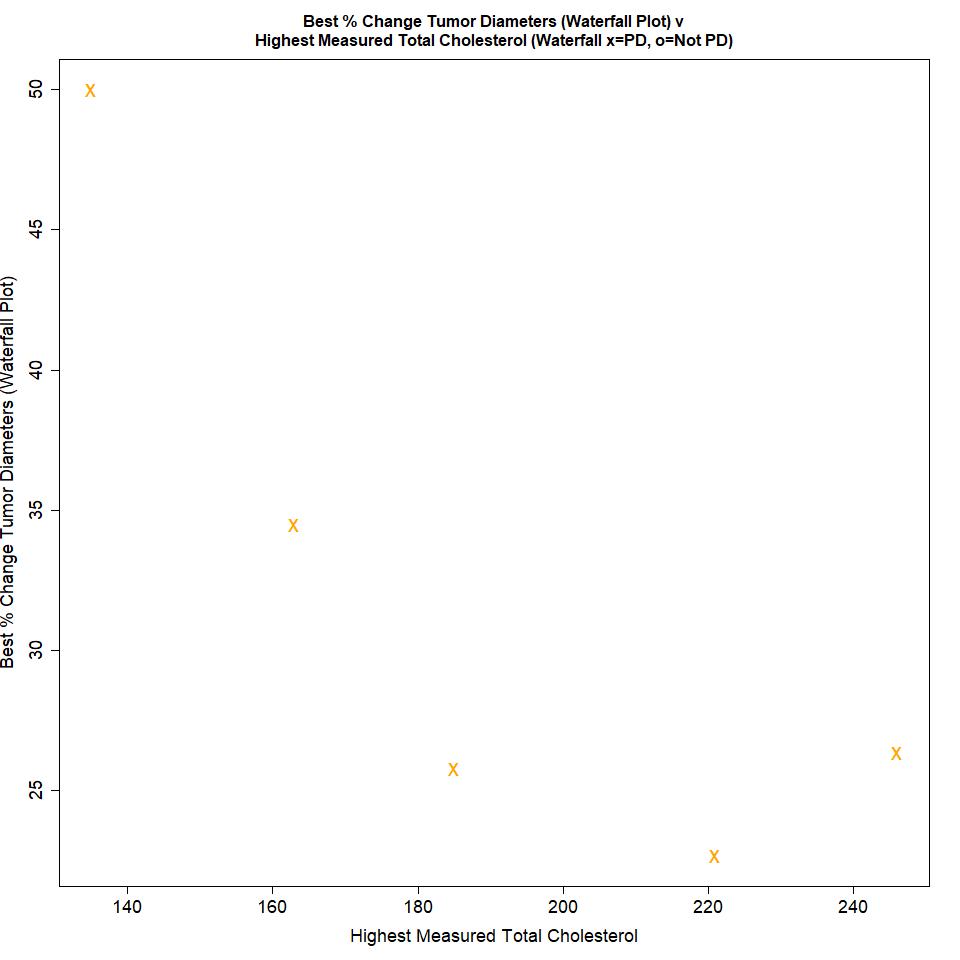 Best % Change Tumor Diameters (Waterfall Plot) v
Highest Measured Total Cholesterol (Waterfall x=PD, o=Not PD)
Best % Change Tumor Diameters (Waterfall Plot)
50
45
40
35
30
25
X
X
X
X
X
140 160 180 200 220 240
Highest Measured Total Cholesterol